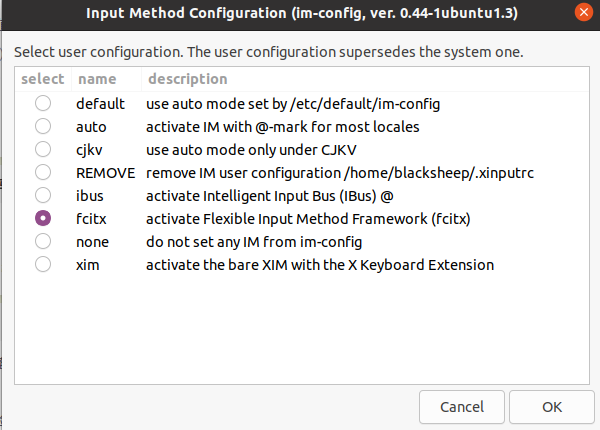 Input Method Configuration (im-config, ver. 0.44-1ubuntu1.3)
Select user configuration. The user configuration supersedes the system one.
select name description
default use auto mode set by /etc/default/im-config
auto activate IM with @-mark for most locales
cjkv use auto mode only under CJKV
REMOVE remove IM user configuration /home/blacksheep/.xinputrc
ibus activate Intelligent Input Bus (IBus) @
fcitx activate Flexible Input Method Framework (fcitx)
none do not set any IM from im-config
xim activate the bare XIM with the X Keyboard Extension
Cancel OK